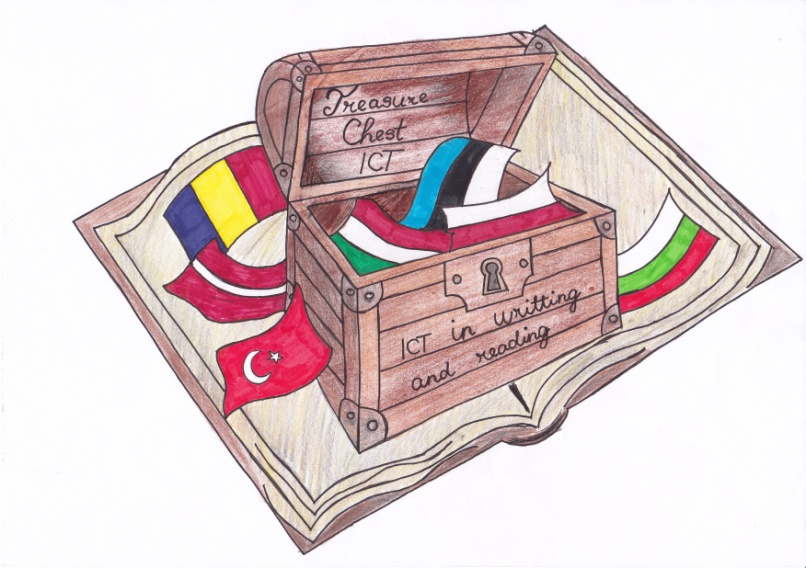 Treasure
Chest
ICT
ICT in writting
and reading